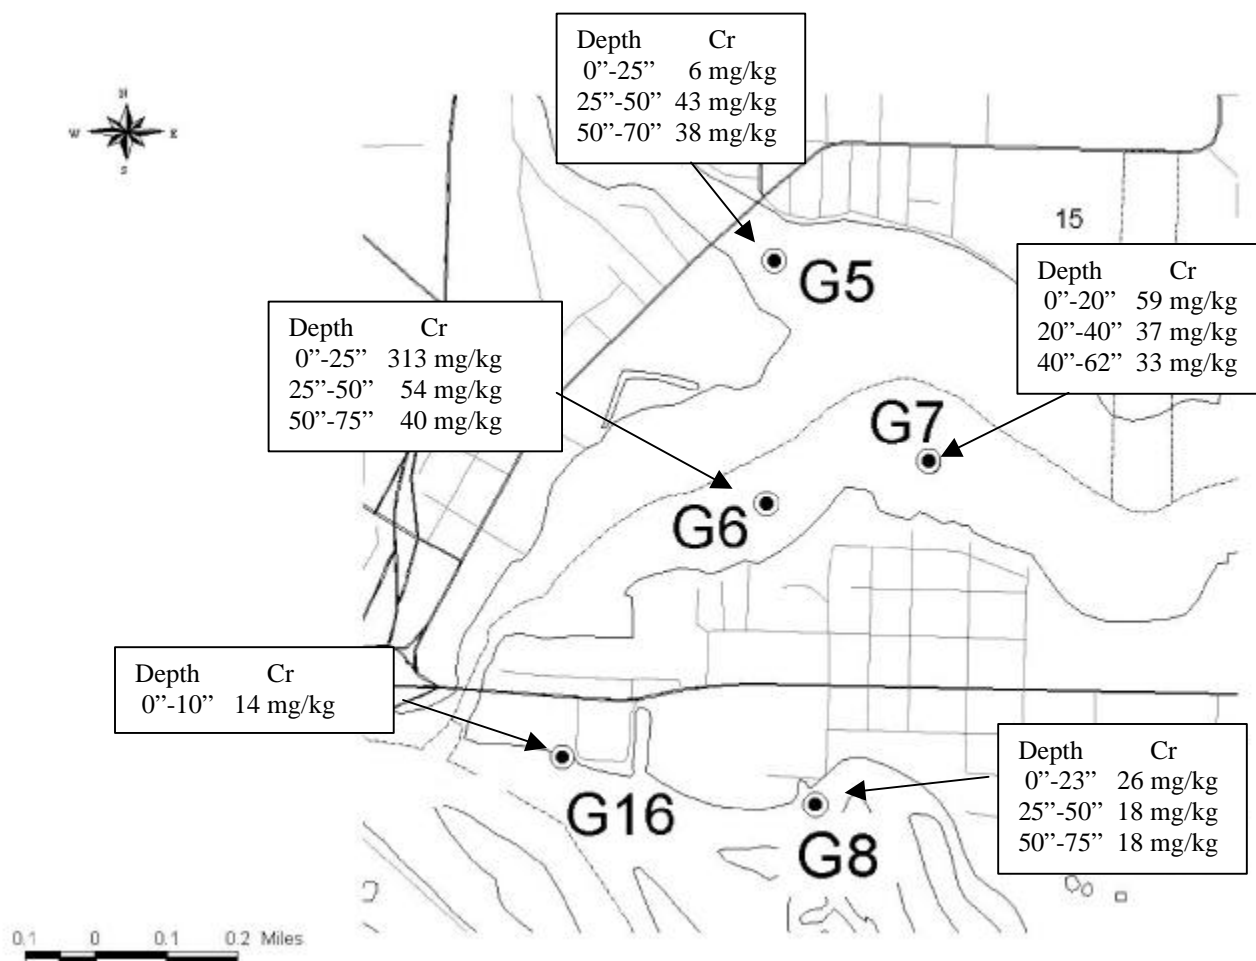 Depth Cr
0”-25” 6 mg/kg
25”-50” 43 mg/kg
50”-70” 38 mg/kg
N
W E
S
15
G5
Depth Cr
0”-20” 59 mg/kg
20”-40” 37 mg/kg
40”-62” 33 mg/kg
Depth Cr
0”-25” 313 mg/kg
25”-50” 54 mg/kg
50”-75” 40 mg/kg
G7
G6
Depth Cr
0”-10” 14 mg/kg
G16
G8
Depth Cr
0”-23” 26 mg/kg
25”-50” 18 mg/kg
50”-75” 18 mg/kg
0.1 0 0.1 0.2 Miles